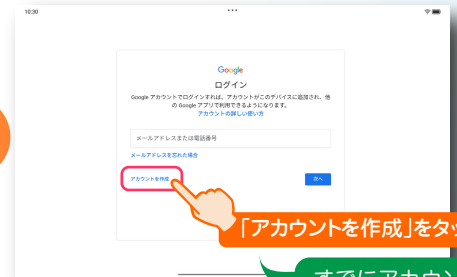 10:30
Google
ログイン
Google アカウントでログインすれば、アカウントがこのデバイスに追加され、他
の Google アプリで利用できるようになります。
アカウントの詳しい使い方
メールアドレスまたは電話番号
メールアドレスを忘れた場合
アカウントを作成
次へ
「アカウントを作成」をタッ
すでにアカウン